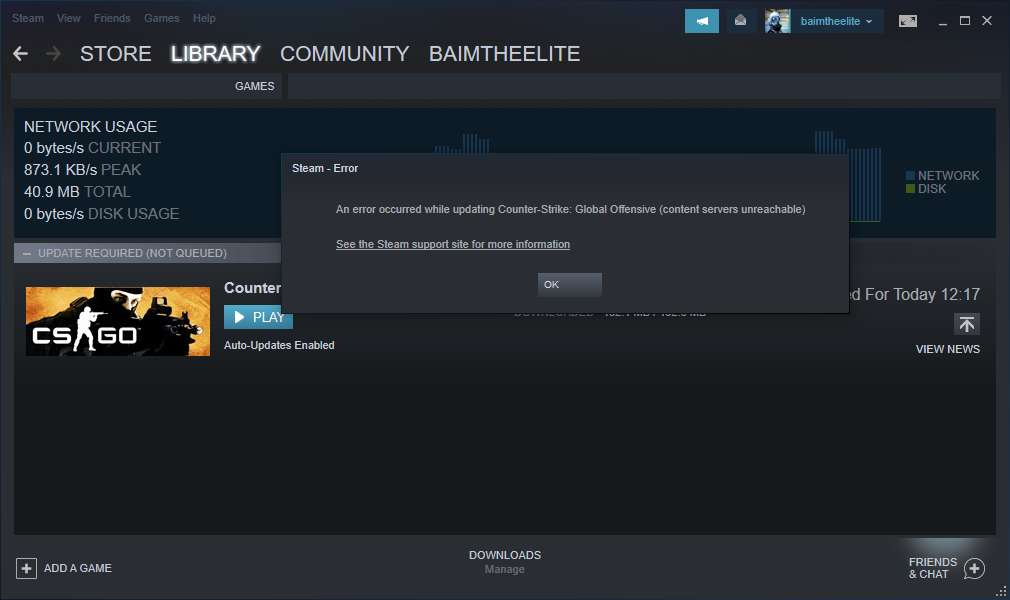 Steam View Friends Games Help
baimtheelite
STORE LIBRARY COMMUNITY BAIMTHEELITE
GAMES
NETWORK USAGE
0 bytes/s CURRENT
873.1 KB/s PEAK
40.9 MB TOTAL
0 bytes/s DISK USAGE
NETWORK
DISK
Steam - Error
An error occurred while updating Counter-Strike: Global Offensive (content servers unreachable)
See the Steam support site for more information
OK
UPDATE REQUIRED (NOT QUEUED)
CS GO
Counter
PLAY
Auto-Updates Enabled
ed For Today 12:17
VIEW NEWS
ADD A GAME
DOWNLOADS
Manage
FRIENDS
& CHAT